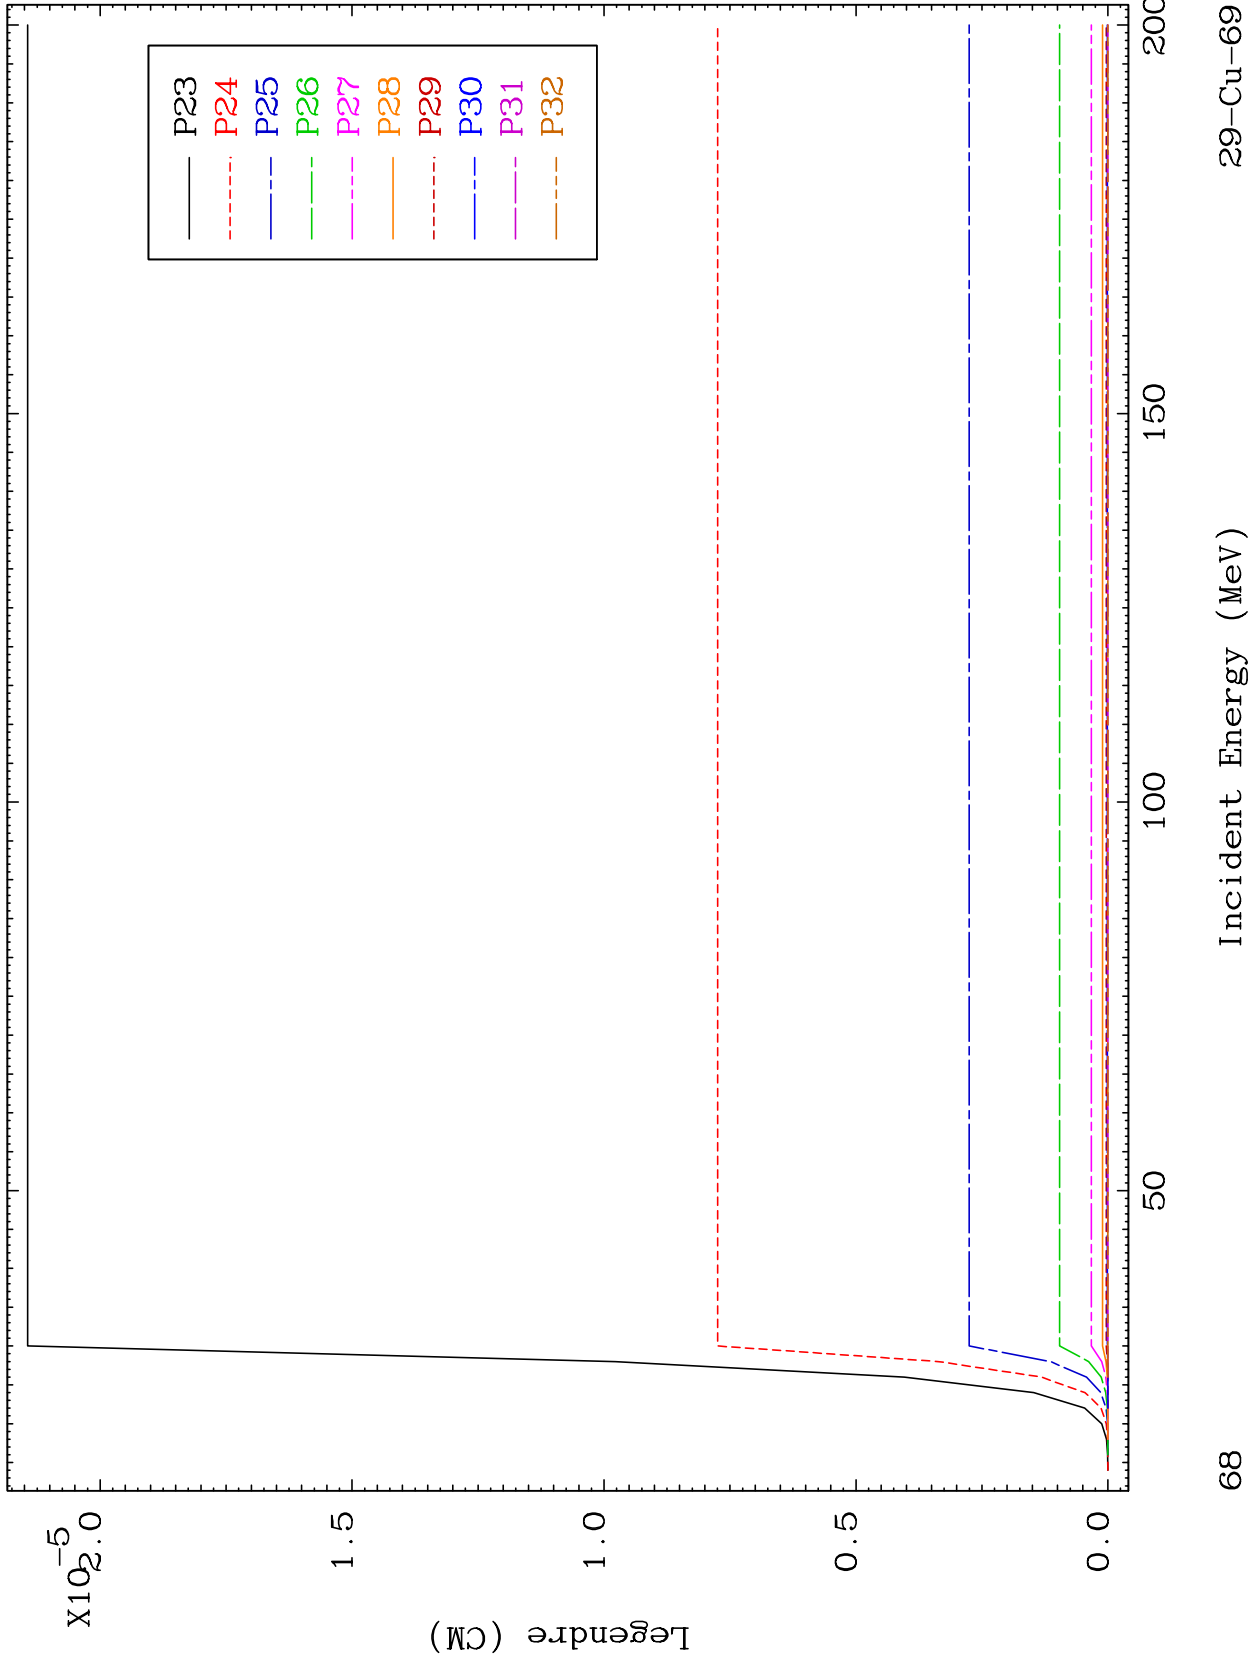 X10-5
2.0
1.5
1.0
0.5
0.0
Legendre (CM)
P23
P24
P25
P26
P27
P28
P29
P30
P31
P32
50
100
150
200
Incident Energy (MeV)
68
29-Cu-69